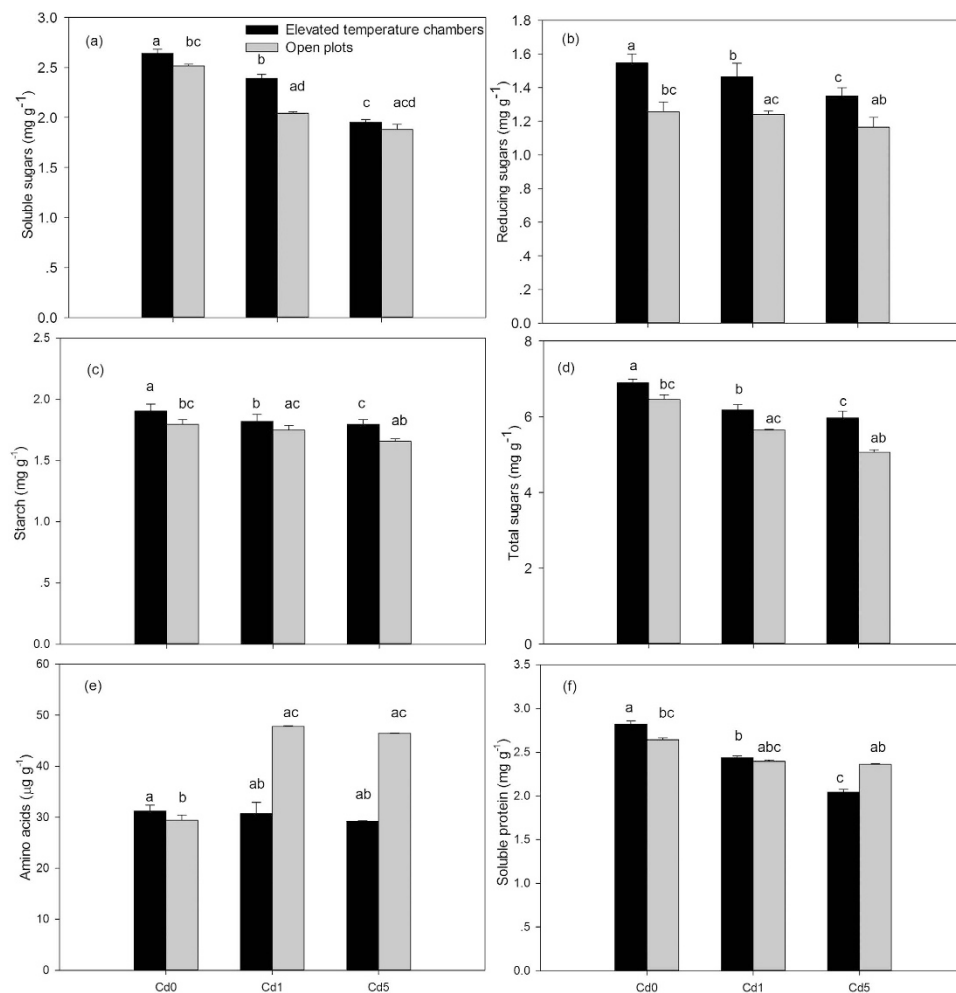 (a)
Elevated temperature chambers
Open plots
Soluble sugars (mg g-1)
3.0
2.5
2.0
1.5
1.0
.5
0.0
a bc
b ad
c acd
(b)
Reducing sugars (mg g-1)
1.8
1.6
1.4
1.2
1.0
.8
.6
.4
.2
0.0
a bc
b ac
c ab
(c)
Starch (mg g-1)
2.5
2.0
1.5
1.0
.5
0.0
a bc
b ac
c ab
(d)
Total sugars (mg g-1)
8
6
4
2
0
a bc
b ac
c ab
(e)
Amino acids (μg g-1)
60
50
40
30
20
10
0
a b
ab ac
ab ac
Cd0 Cd1 Cd5
(f)
Soluble protein (mg g-1)
3.5
3.0
2.5
2.0
1.5
1.0
.5
0.0
a bc
b abc
c ab
Cd0 Cd1 Cd5